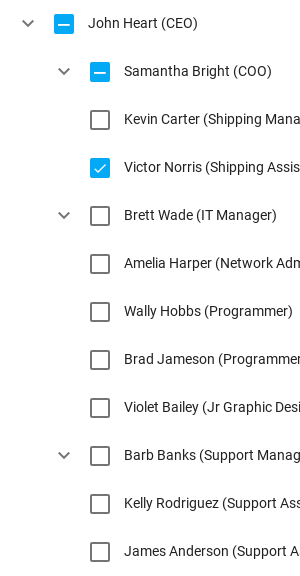 John Heart (CEO)
Samantha Bright (COO)
Kevin Carter (Shipping Mana
Victor Norris (Shipping Assis
Brett Wade (IT Manager)
Amelia Harper (Network Adm
Wally Hobbs (Programmer)
Brad Jameson (Programmer
Violet Bailey (Jr Graphic Desi
Barb Banks (Support Manag
Kelly Rodriguez (Support Ass
James Anderson (Support A